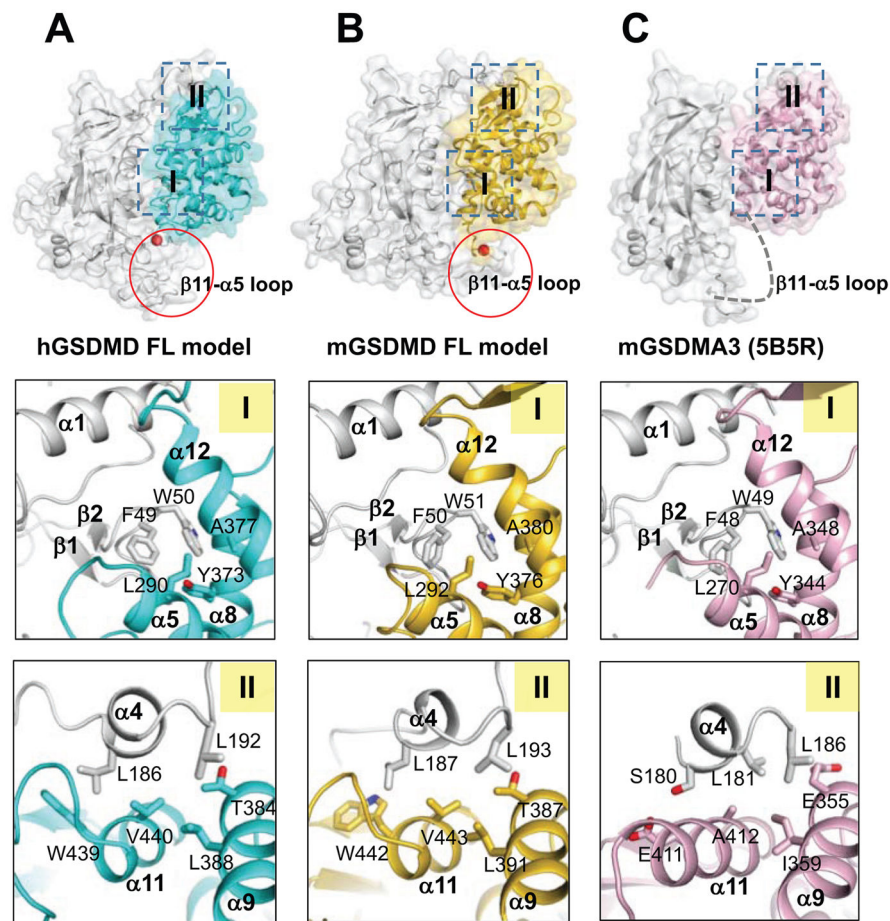 A B C
II II II
I I I
β11-α5 loop β11-α5 loop β11-α5 loop
hGSDMD FL model mGSDMD FL model mGSDMA3 (5B5R)
I I I
α1 α1 α1
α12 α12 α12
W50 W51 W49
β2 F49 A377 β2 F50 A380 β2 F48 A348
β1 β1 β1
L290 Y373 L292 Y376 L270 Y344
α5 α8 α5 α8 α5 α8
II II II
α4 α4 α4
L192 L193 L186
L186 L187 S180 L181
T384 T387 E355
W439 V440 L388 W442 V443 L391 E411 A412 I359
α11 α9 α11 α9 α11 α9